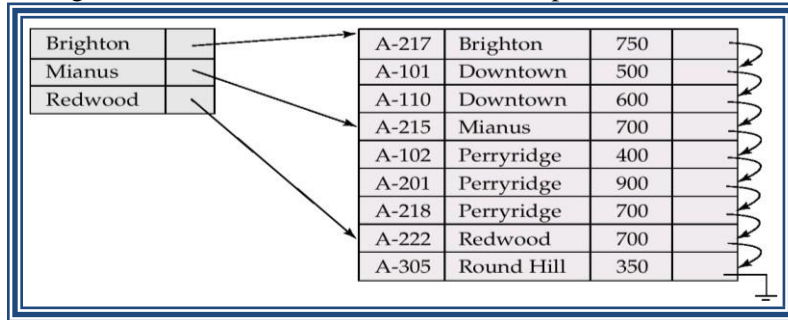 Brighton
Mianus
Redwood
A-217 Brighton 750
A-101 Downtown 500
A-110 Downtown 600
A-215 Mianus 700
A-102 Perryridge 400
A-201 Perryridge 900
A-218 Perryridge 700
A-222 Redwood 700
A-305 Round Hill 350